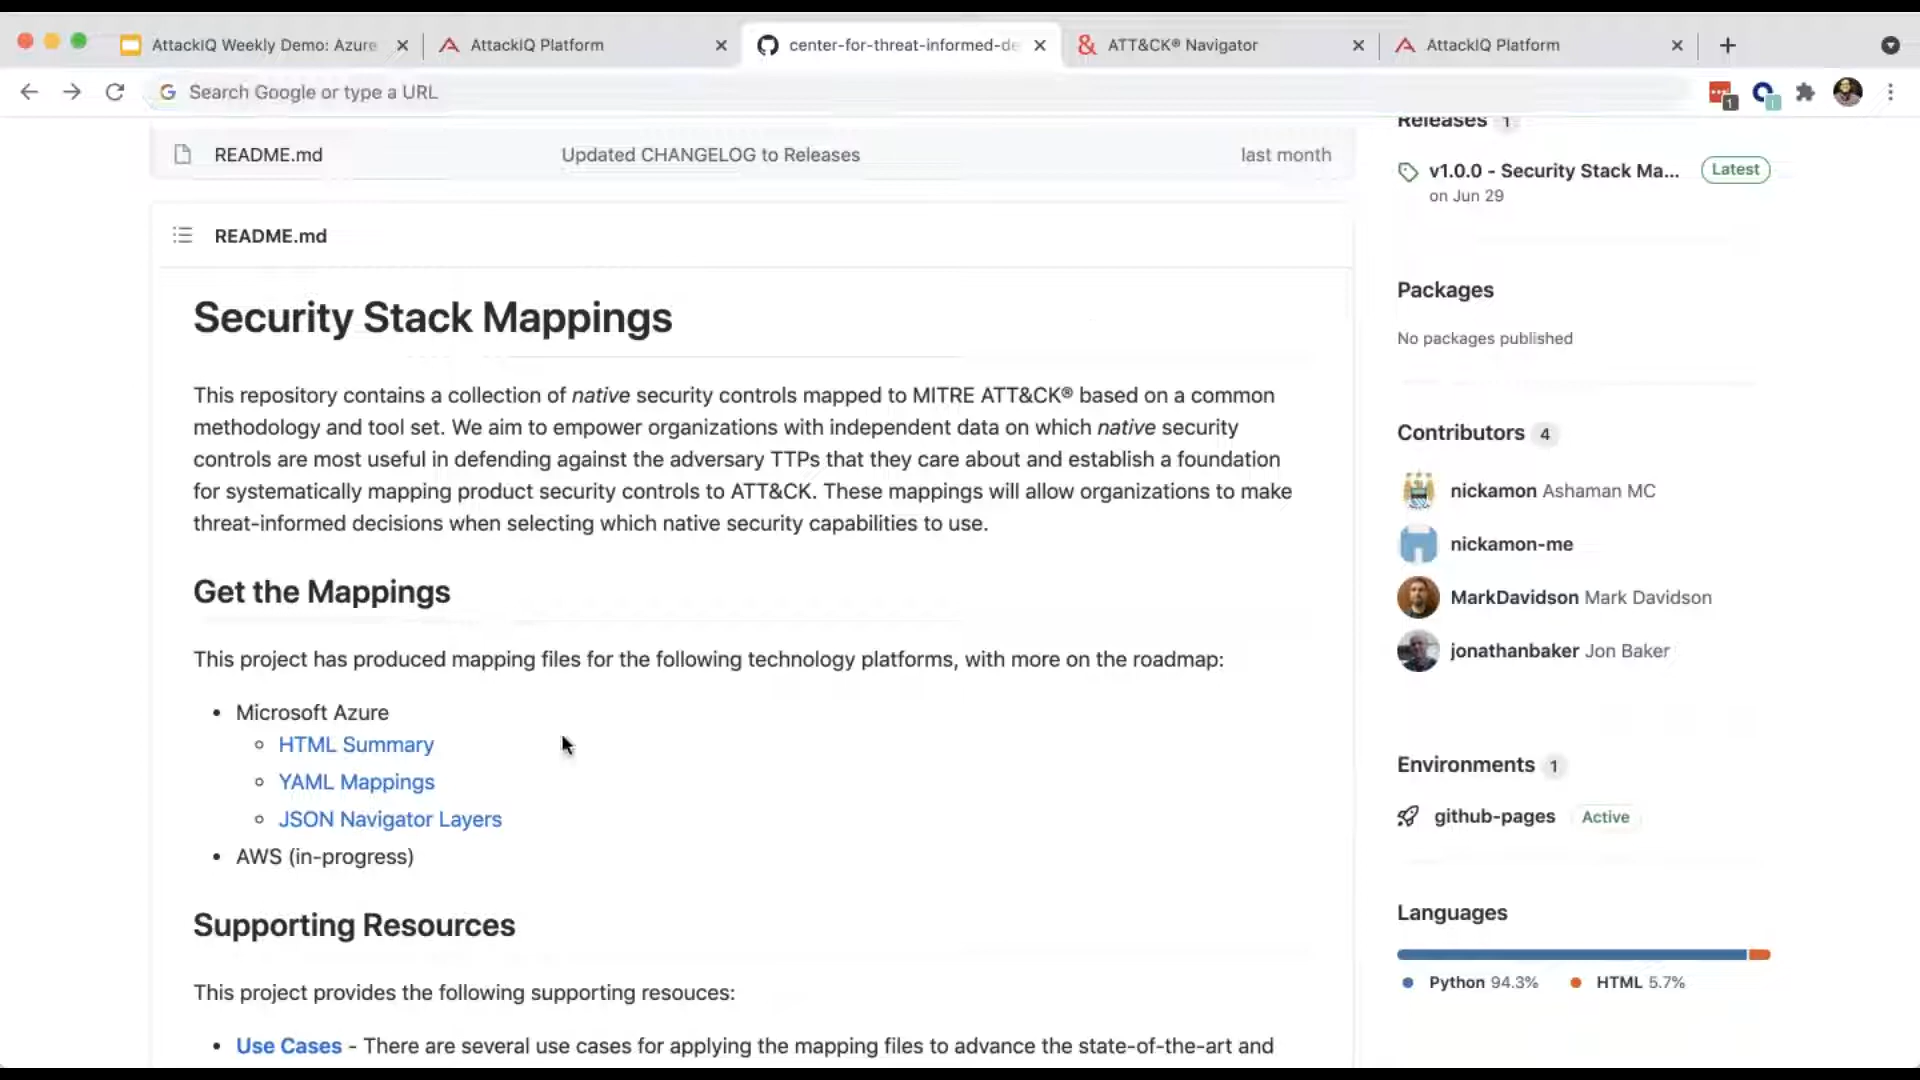 AttackIQ Weekly Demo: Azure
AttackIQ Platform
center-for-threat-informed-de
ATT&CK® Navigator
AttackIQ Platform
Search Google or type a URL
1
1
README.md
Updated CHANGELOG to Releases
last month
README.md
Security Stack Mappings
This repository contains a collection of native security controls mapped to MITRE ATT&CK® based on a common
methodology and tool set. We aim to empower organizations with independent data on which native security
controls are most useful in defending against the adversary TTPs that they care about and establish a foundation
for systematically mapping product security controls to ATT&CK. These mappings will allow organizations to make
threat-informed decisions when selecting which native security capabilities to use.
Get the Mappings
This project has produced mapping files for the following technology platforms, with more on the roadmap:
• Microsoft Azure
HTML Summary
YAML Mappings
JSON Navigator Layers
• AWS (in-progress)
Supporting Resources
This project provides the following supporting resouces:
• Use Cases - There are several use cases for applying the mapping files to advance the state-of-the-art and
Releases 1
v1.0.0 - Security Stack Ma... Latest
on Jun 29
Packages
No packages published
Contributors 4
nickamon Ashaman MC
nickamon-me
MarkDavidson Mark Davidson
jonathanbaker Jon Baker
Environments 1
github-pages Active
Languages
Python 94.3% HTML 5.7%